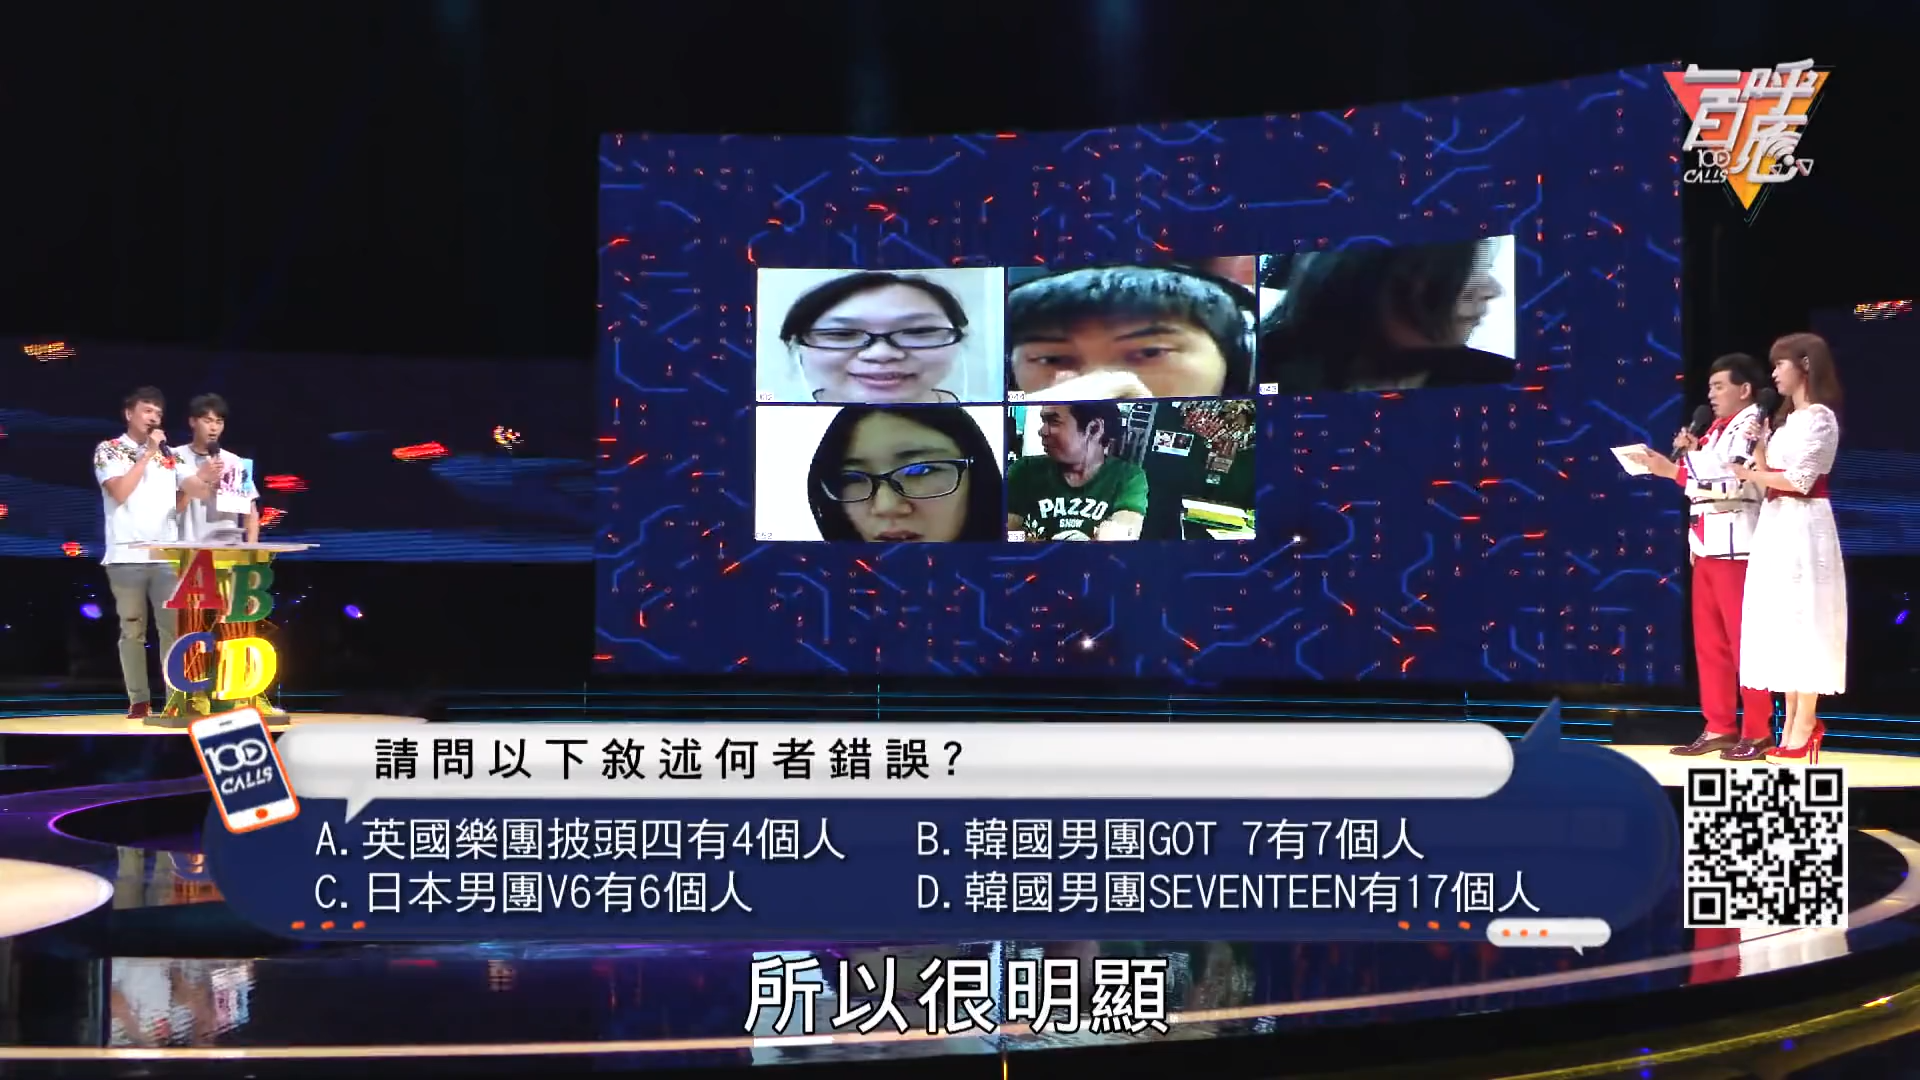 百呼
百應
100
CALLS
PAZZO
SHOW
A B
C D
100
CALLS
請問以下敘述何者錯誤?
A. 英國樂團披頭四有4個人
B. 韓國男團GOT 7有7個人
C. 日本男團V6有6個人
D. 韓國男團SEVENTEEN有17個人
所以很明顯